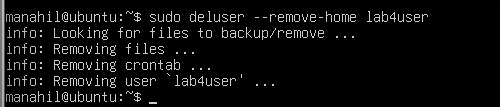 manahil@ubuntu:~$ sudo deluser --remove-home lab4user
info: Looking for files to backup/remove ...
info: Removing files ...
info: Removing crontab ...
info: Removing user `lab4user' ...
manahil@ubuntu:~$ _